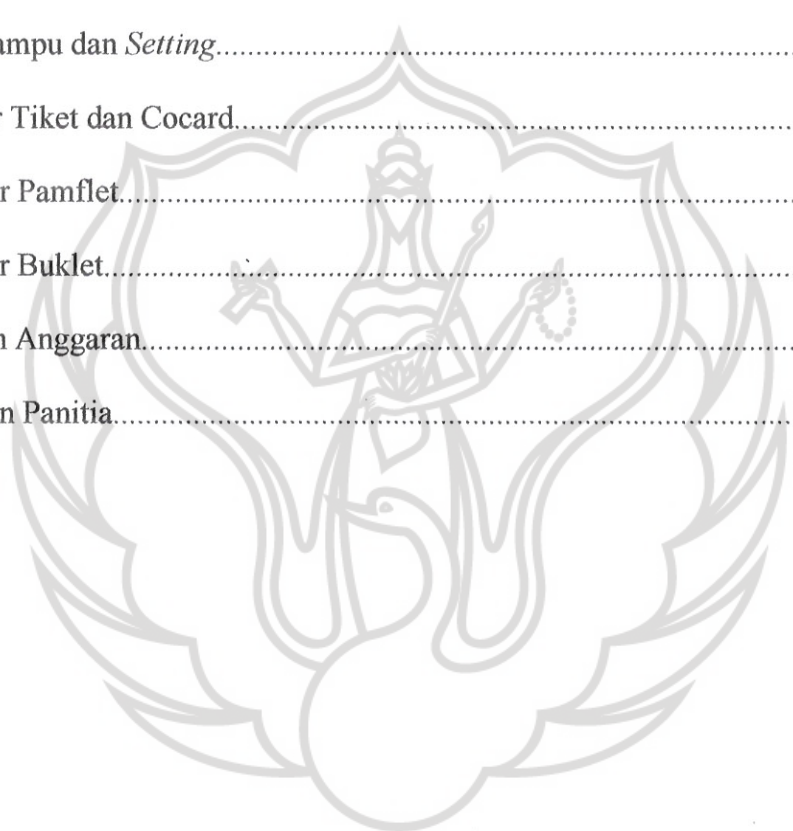 ampu dan Setting..........................................................................
r Tiket dan Cocard.......................................................................
r Pamflet......................................................................................
r Buklet........................................................................................
n Anggaran...................................................................................
n Panitia.......................................................................................